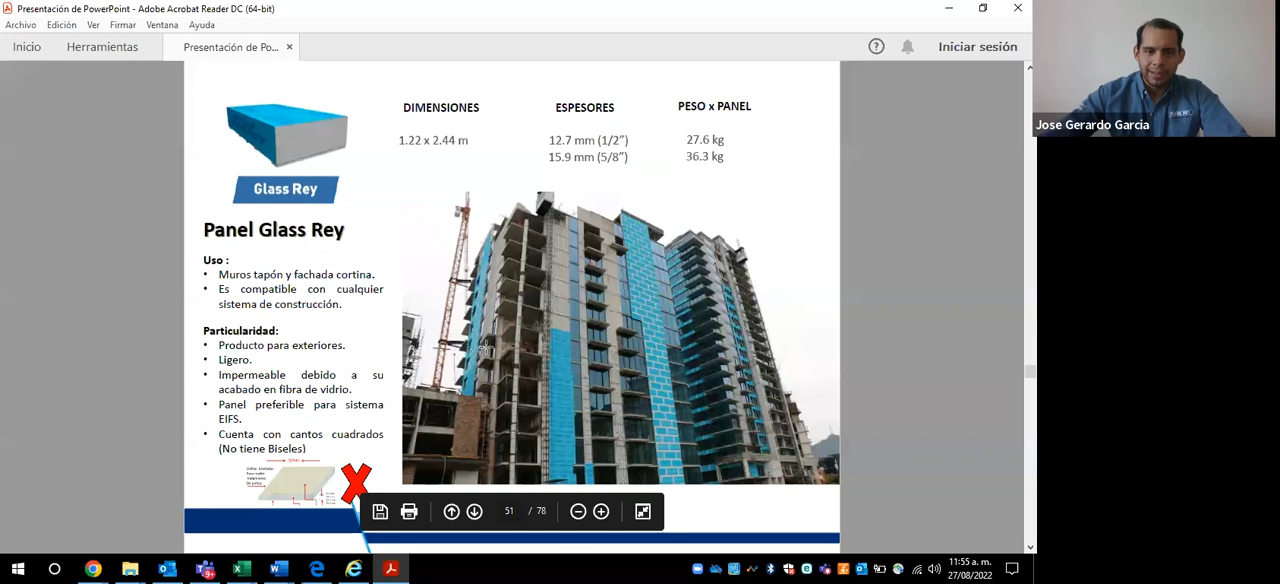 Presentación de PowerPoint - Adobe Acrobat Reader DC (64-bit)
Archivo Edición Ver Firmar Ventana Ayuda
Inicio Herramientas Presentación de Po... × Iniciar sesión
Jose Gerardo Garcia
DIMENSIONES ESPESORES PESO x PANEL
1.22 x 2.44 m 12.7 mm (1/2”) 27.6 kg
15.9 mm (5/8”) 36.3 kg
Glass Rey
Panel Glass Rey
Uso :
• Muros tapón y fachada cortina.
• Es compatible con cualquier
sistema de construcción.
Particularidad:
• Producto para exteriores.
• Ligero.
• Impermeable debido a su
acabado en fibra de vidrio.
• Panel preferible para sistema
EIFS.
• Cuenta con cantos cuadrados
(No tiene Biseles)
51 / 78
11:55 a. m.
27/08/2022